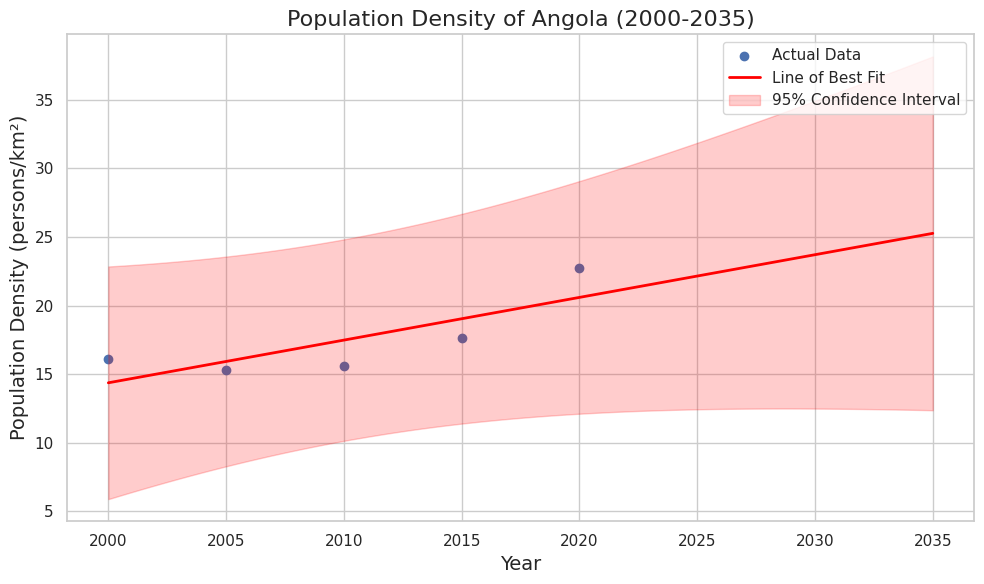 Population Density of Angola (2000-2035)
Actual Data
Line of Best Fit
95% Confidence Interval
Population Density (persons/km²)
35
30
25
20
15
10
5
2000 2005 2010 2015 2020 2025 2030 2035
Year